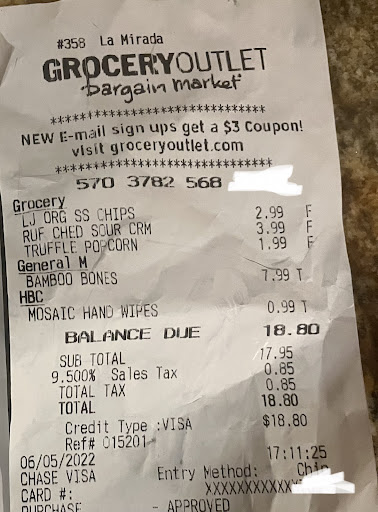 #358 La Mirada
GROCERY OUTLET
bargain market
******************************
NEW E-mail sign ups get a $3 Coupon!
visit groceryoutlet.com
******************************
570 3782 568
Grocery
LJ ORG SS CHIPS 2.99 F
RUF CHED SOUR CRM 3.99 F
TRUFFLE POPCORN 1.99 F
General M
BAMBOO BONES 7.99 T
HBC
MOSAIC HAND WIPES 0.99 T
BALANCE DUE 18.80
SUB TOTAL 17.95
9.500% Sales Tax 0.85
TOTAL TAX 0.85
TOTAL 18.80
Credit Type :VISA $18.80
Ref# 015201
06/05/2022 17:11:25
CHASE VISA Entry Method: Chip
CARD #: XXXXXXXXXXXX
PURCHASE - APPROVED